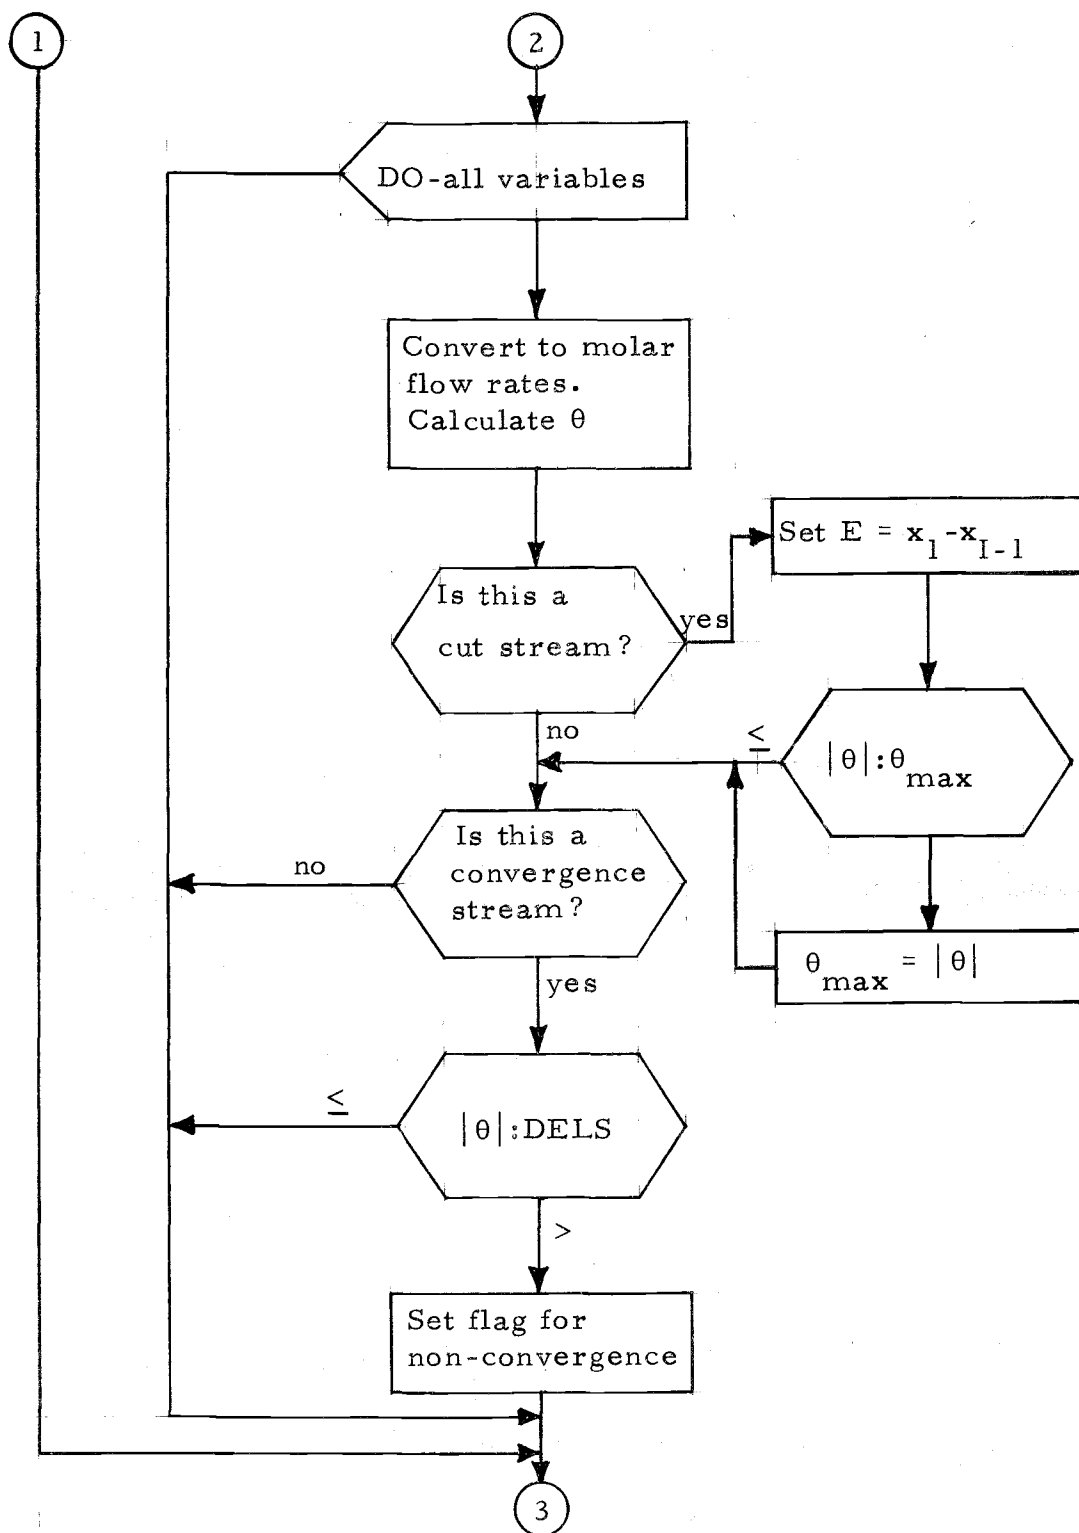 1
2
DO-all variables
Convert to molar
flow rates.
Calculate θ
Set E = x₁-x_I-1
Is this a
cut stream?
yes
no
≤
|θ|:θmax
Is this a
convergence
stream?
no
θmax = |θ|
yes
≤
|θ|:DELS
>
Set flag for
non-convergence
3